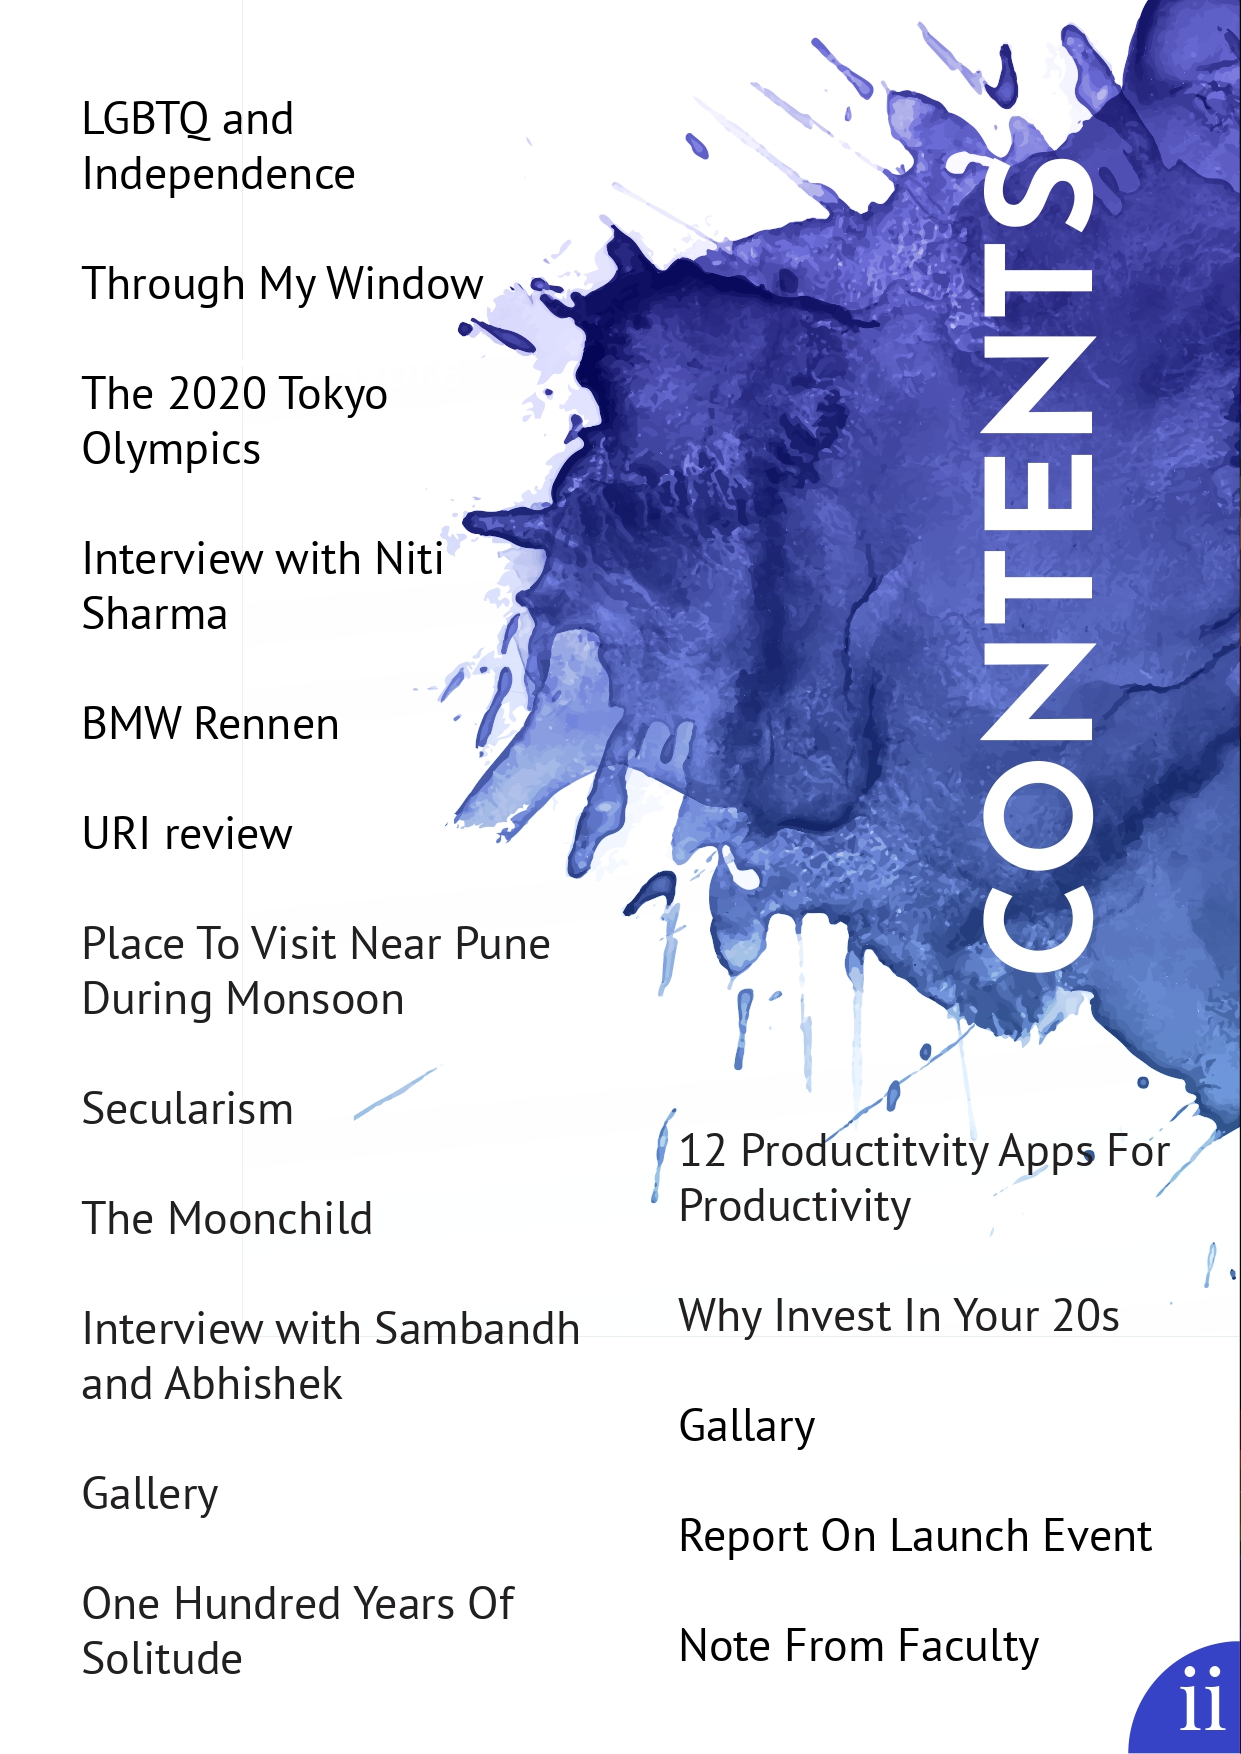 CONTENTS
LGBTQ and
Independence
Through My Window
The 2020 Tokyo
Olympics
Interview with Niti
Sharma
BMW Rennen
URI review
Place To Visit Near Pune
During Monsoon
Secularism
The Moonchild
Interview with Sambandh
and Abhishek
Gallery
One Hundred Years Of
Solitude
12 Productitvity Apps For
Productivity
Why Invest In Your 20s
Gallary
Report On Launch Event
Note From Faculty
ii